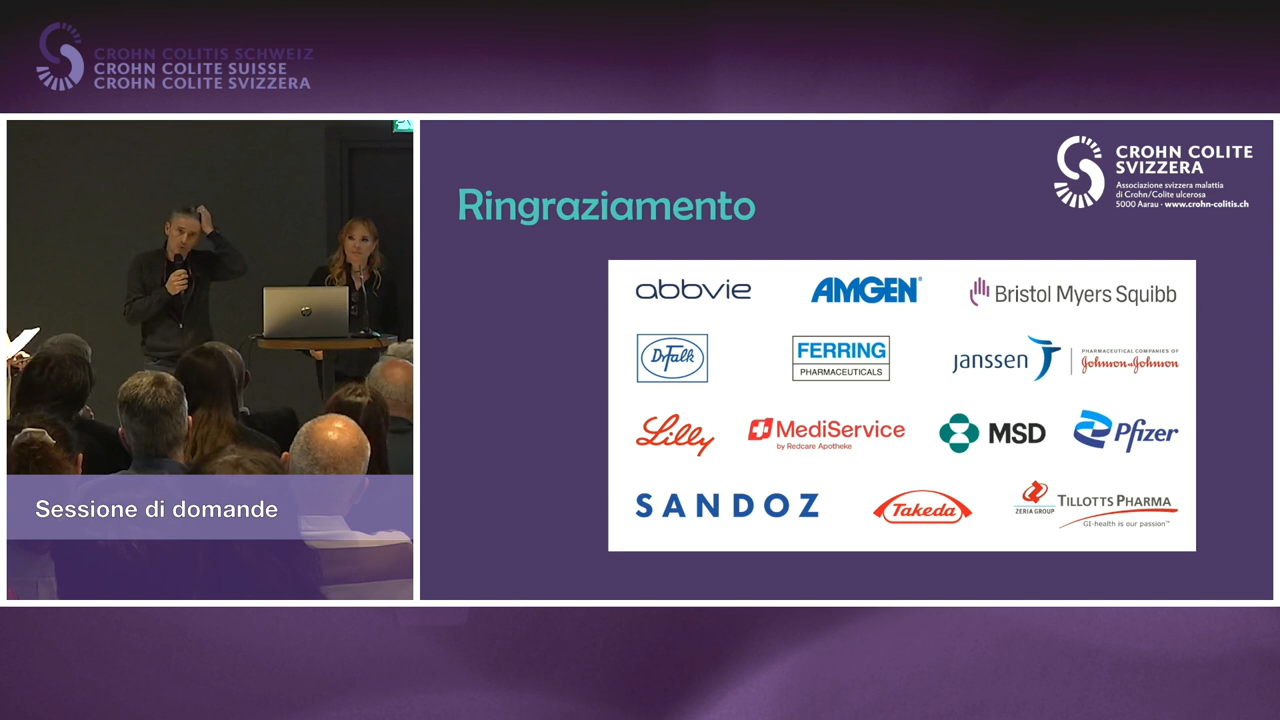 CROHN COLITIS SCHWEIZ
CROHN COLITE SUISSE
CROHN COLITE SVIZZERA
Sessione di domande
CROHN COLITE
SVIZZERA
Associazione svizzera malattia
di Crohn/Colite ulcerosa
5000 Aarau · www.crohn-colitis.ch
Ringraziamento
abbvie
AMGEN®
Bristol Myers Squibb
Dr Falk
FERRING
PHARMACEUTICALS
janssen
PHARMACEUTICAL COMPANIES OF
Johnson & Johnson
Lilly
MediService
by Redcare Apotheke
MSD
Pfizer
SANDOZ
Takeda
ZERIA GROUP
TILLOTTS PHARMA
GI-health is our passion™